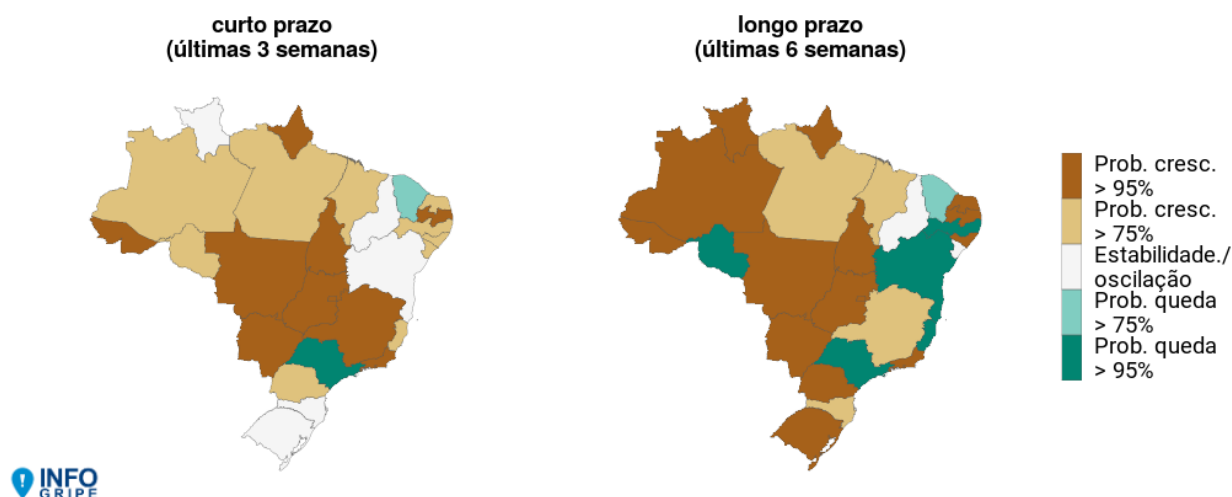 curto prazo
(últimas 3 semanas)
longo prazo
(últimas 6 semanas)
Prob. cresc.
> 95%
Prob. cresc.
> 75%
Estabilidade./
oscilação
Prob. queda
> 75%
Prob. queda
> 95%
INFO
GRIPE